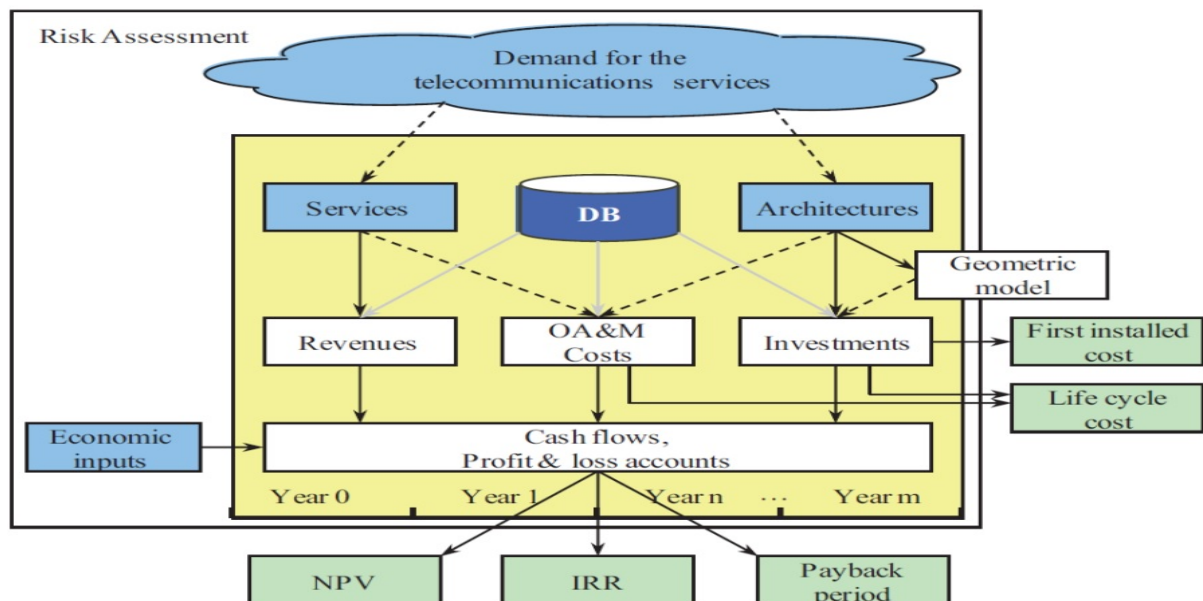 Risk Assessment
Demand for the
telecommunications services
Services
DB
Architectures
Geometric
model
Revenues
OA&M
Costs
Investments
First installed
cost
Life cycle
cost
Economic
inputs
Cash flows,
Profit & loss accounts
Year 0
Year 1
Year n
...
Year m
NPV
IRR
Payback
period